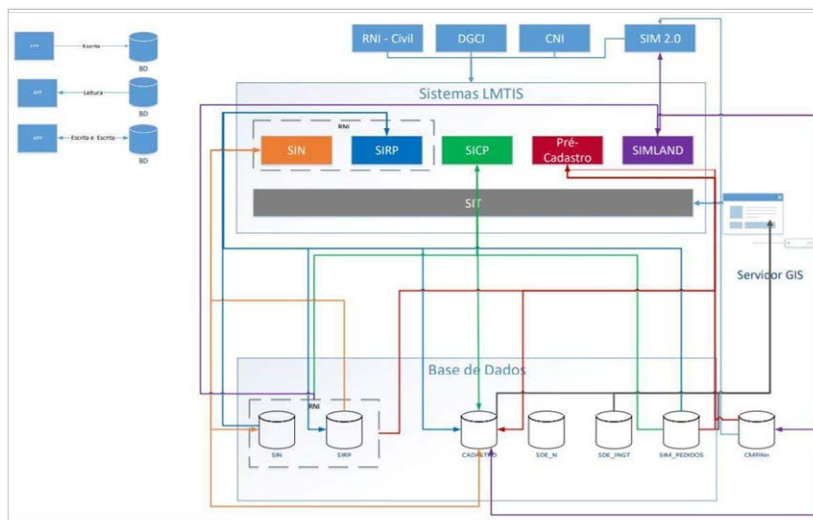 RNI - Civil
DGCI
CNI
SIM 2.0
Escrita
BD
APP
Leitura
BD
APP
Escrita e Escrita
BD
Sistemas LMTIS
RNI
SIN
SIRP
SICP
Pré-
Cadastro
SIMLAND
SIT
Servidor GIS
Base de Dados
RNI
SIN
SIRP
CADASTRO
SDE_N
SDE_INGT
SIM_PEDIDOS